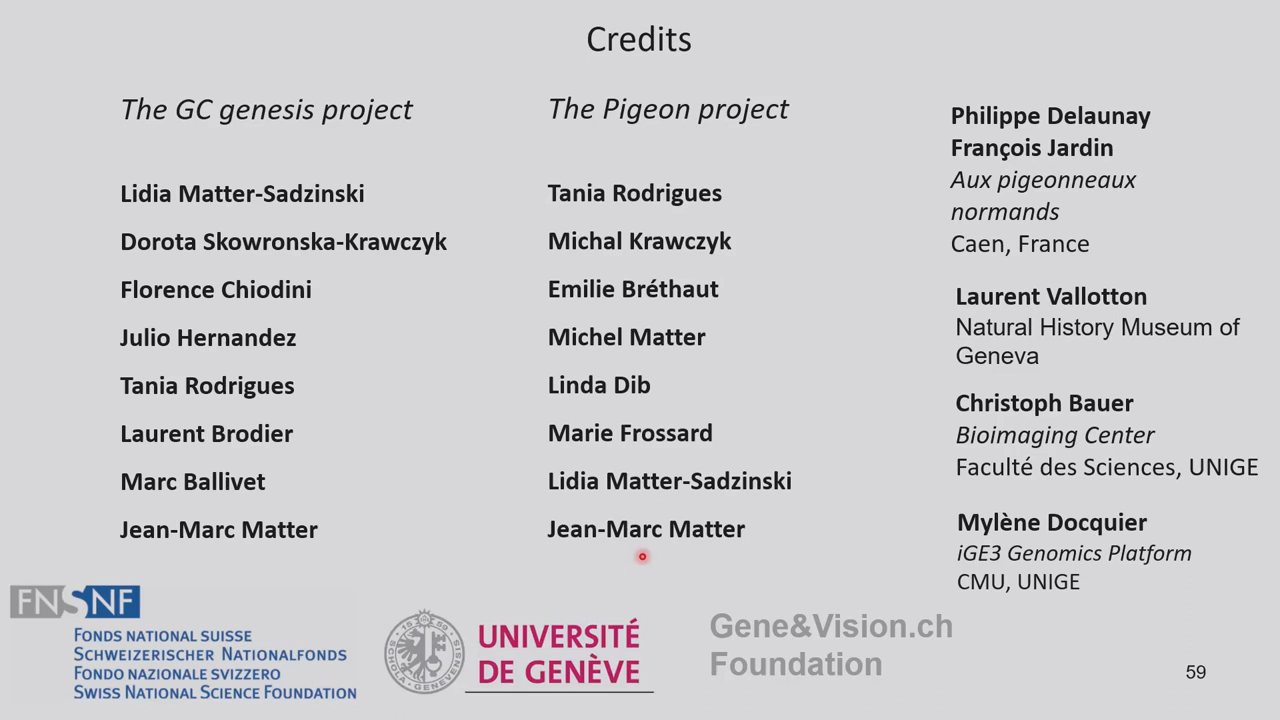 Credits
The GC genesis project
Lidia Matter-Sadzinski
Dorota Skowronska-Krawczyk
Florence Chiodini
Julio Hernandez
Tania Rodrigues
Laurent Brodier
Marc Ballivet
Jean-Marc Matter
The Pigeon project
Tania Rodrigues
Michal Krawczyk
Emilie Bréthaut
Michel Matter
Linda Dib
Marie Frossard
Lidia Matter-Sadzinski
Jean-Marc Matter
Philippe Delaunay
François Jardin
Aux pigeonneaux
normands
Caen, France
Laurent Vallotton
Natural History Museum of
Geneva
Christoph Bauer
Bioimaging Center
Faculté des Sciences, UNIGE
Mylène Docquier
iGE3 Genomics Platform
CMU, UNIGE
FNSNF
FONDS NATIONAL SUISSE
SCHWEIZERISCHER NATIONALFONDS
FONDO NAZIONALE SVIZZERO
SWISS NATIONAL SCIENCE FOUNDATION
UNIVERSITÉ
DE GENÈVE
Gene&Vision.ch
Foundation
59